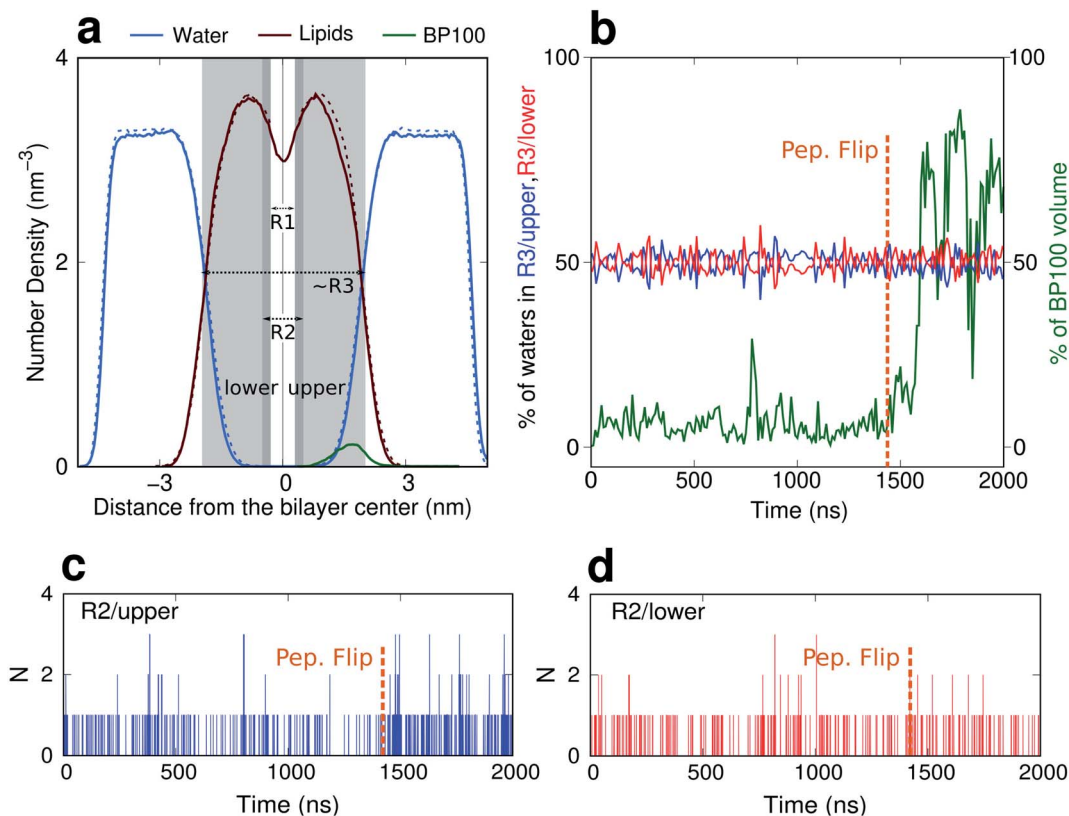 a
Water Lipids BP100
4
2
0
Number Density (nm−3)
R1
~R3
R2
lower upper
−3 0 3
Distance from the bilayer center (nm)
b
100
50
0
% of waters in R3/upper,R3/lower
Pep. Flip
100
50
0
% of BP100 volume
0 500 1000 1500 2000
Time (ns)
c
4
2
0
N
R2/upper
Pep. Flip
0 500 1000 1500 2000
Time (ns)
d
4
2
0
N
R2/lower
Pep. Flip
0 500 1000 1500 2000
Time (ns)